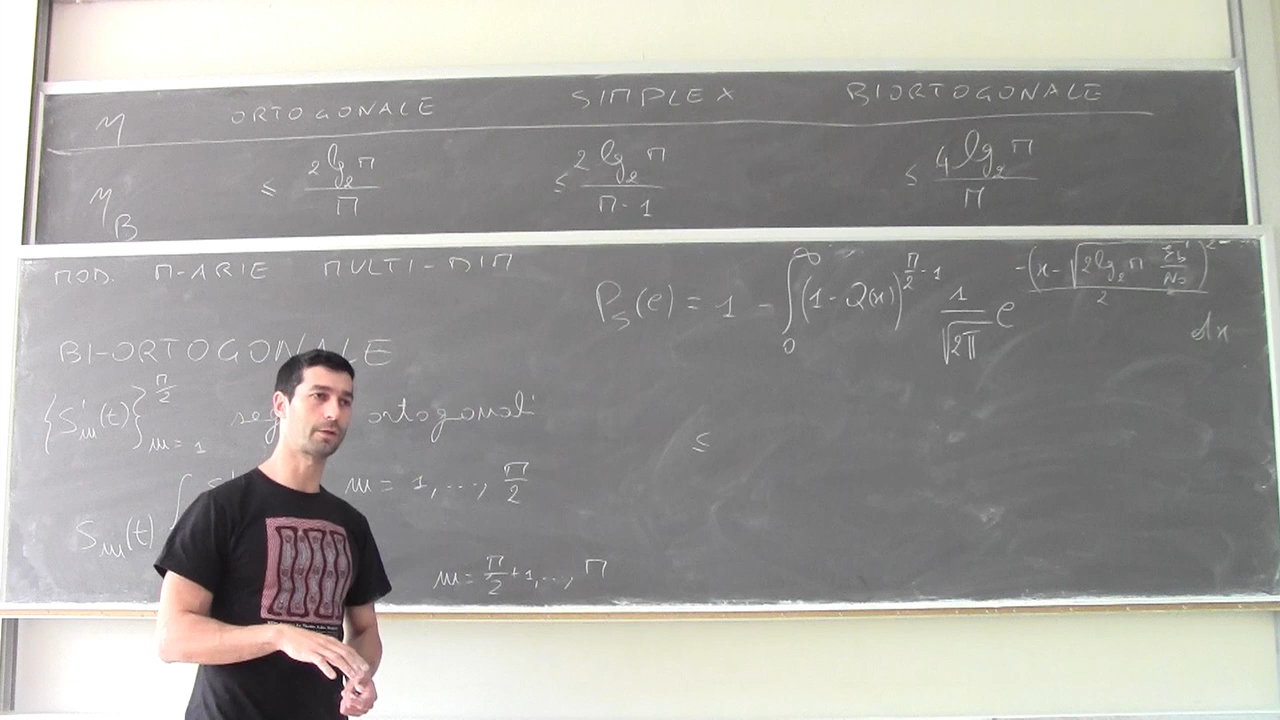 M ORTOGONALE SIMPLEX BIORTOGONALE
η_B ≤ 2 lg₂ M / M ≤ 2 lg₂ M / M - 1 ≤ 4 lg₂ M / M
MOD. M-ARIE MULTI-DIM
P_S(e) = 1 - ∫_0^∞ (1 - Q(x))^{M/2 - 1} 1/√2π e^{-(x - √(2 lg₂ M Eb/N0))²/2} dx
BI-ORTOGONALE
{S'_m(t)}_{m=1}^{M/2} ortogonali
≤
m = 1, ..., M/2
S_m(t)
m = M/2 + 1, ..., M